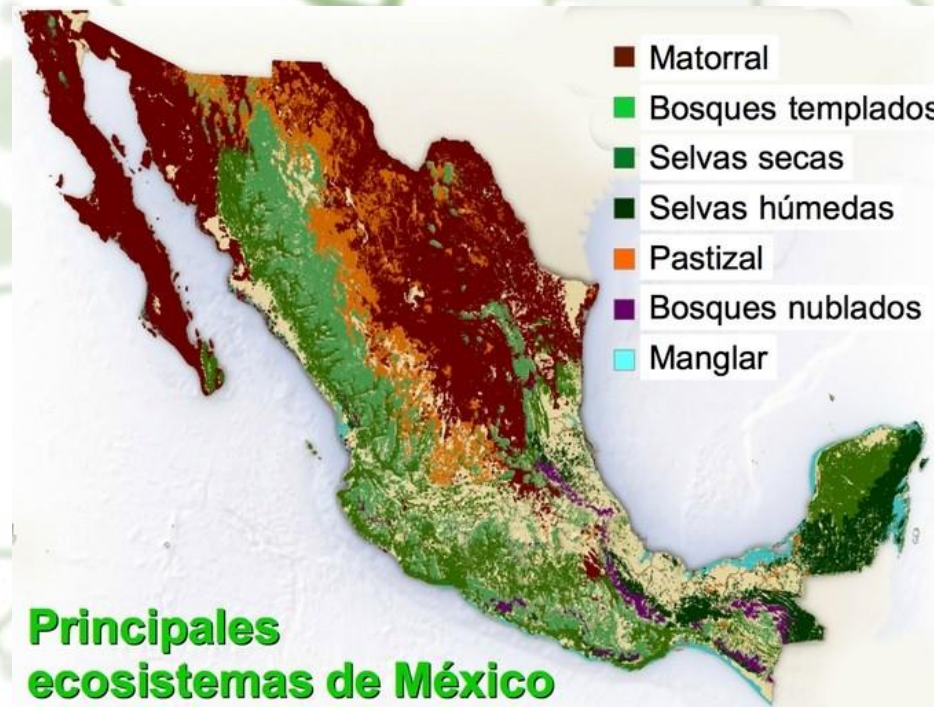 Matorral
Bosques templados
Selvas secas
Selvas húmedas
Pastizal
Bosques nublados
Manglar
Principales
ecosistemas de México